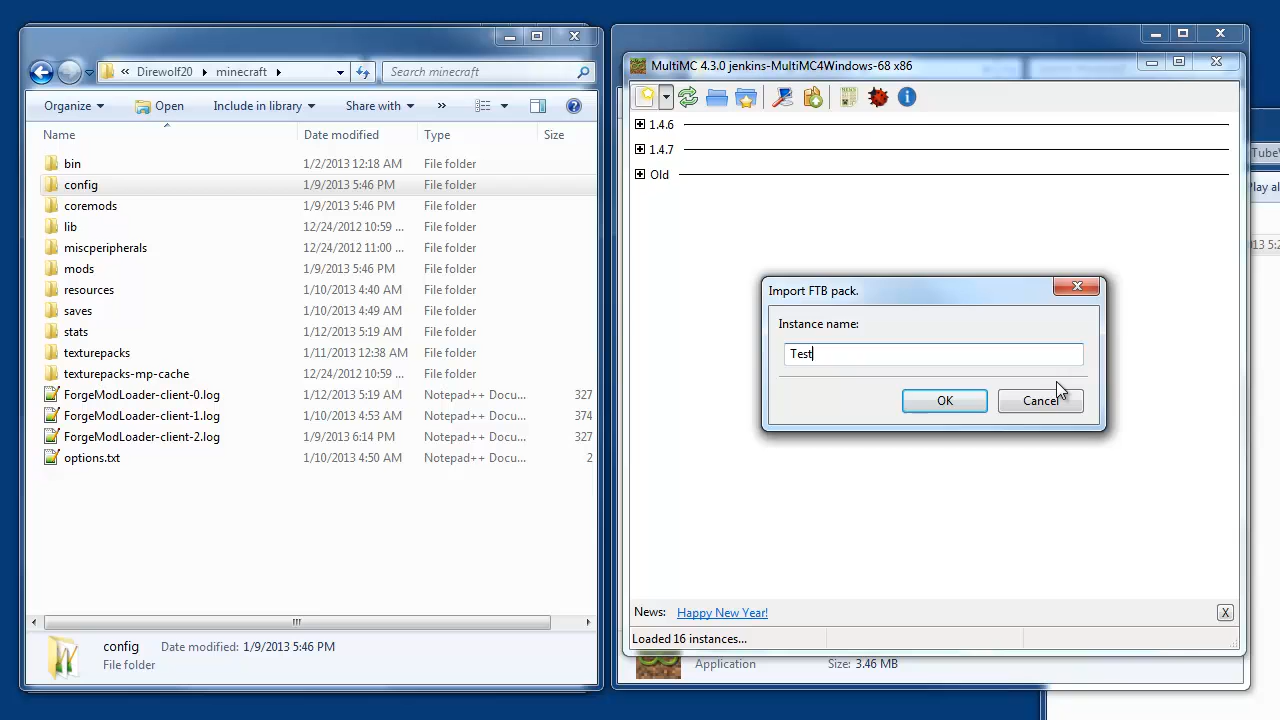 Direwolf20 minecraft
Search minecraft
Organize Open Include in library Share with »
Name Date modified Type Size
bin 1/2/2013 12:18 AM File folder
config 1/9/2013 5:46 PM File folder
coremods 1/9/2013 5:46 PM File folder
lib 12/24/2012 10:59 ... File folder
miscperipherals 12/24/2012 11:00 ... File folder
mods 1/9/2013 5:46 PM File folder
resources 1/10/2013 4:40 AM File folder
saves 1/10/2013 4:49 AM File folder
stats 1/12/2013 5:19 AM File folder
texturepacks 1/11/2013 12:38 AM File folder
texturepacks-mp-cache 12/24/2012 10:59 ... File folder
ForgeModLoader-client-0.log 1/12/2013 5:19 AM Notepad++ Docu... 327
ForgeModLoader-client-1.log 1/10/2013 4:53 AM Notepad++ Docu... 374
ForgeModLoader-client-2.log 1/9/2013 6:14 PM Notepad++ Docu... 327
options.txt 1/10/2013 4:50 AM Notepad++ Docu... 2
config Date modified: 1/9/2013 5:46 PM
File folder
MultiMC 4.3.0 jenkins-MultiMC4Windows-68 x86
1.4.6
1.4.7
Old
Import FTB pack.
Instance name:
Test
OK Cancel
News: Happy New Year!
X
Loaded 16 instances...
Application Size: 3.46 MB
Play al